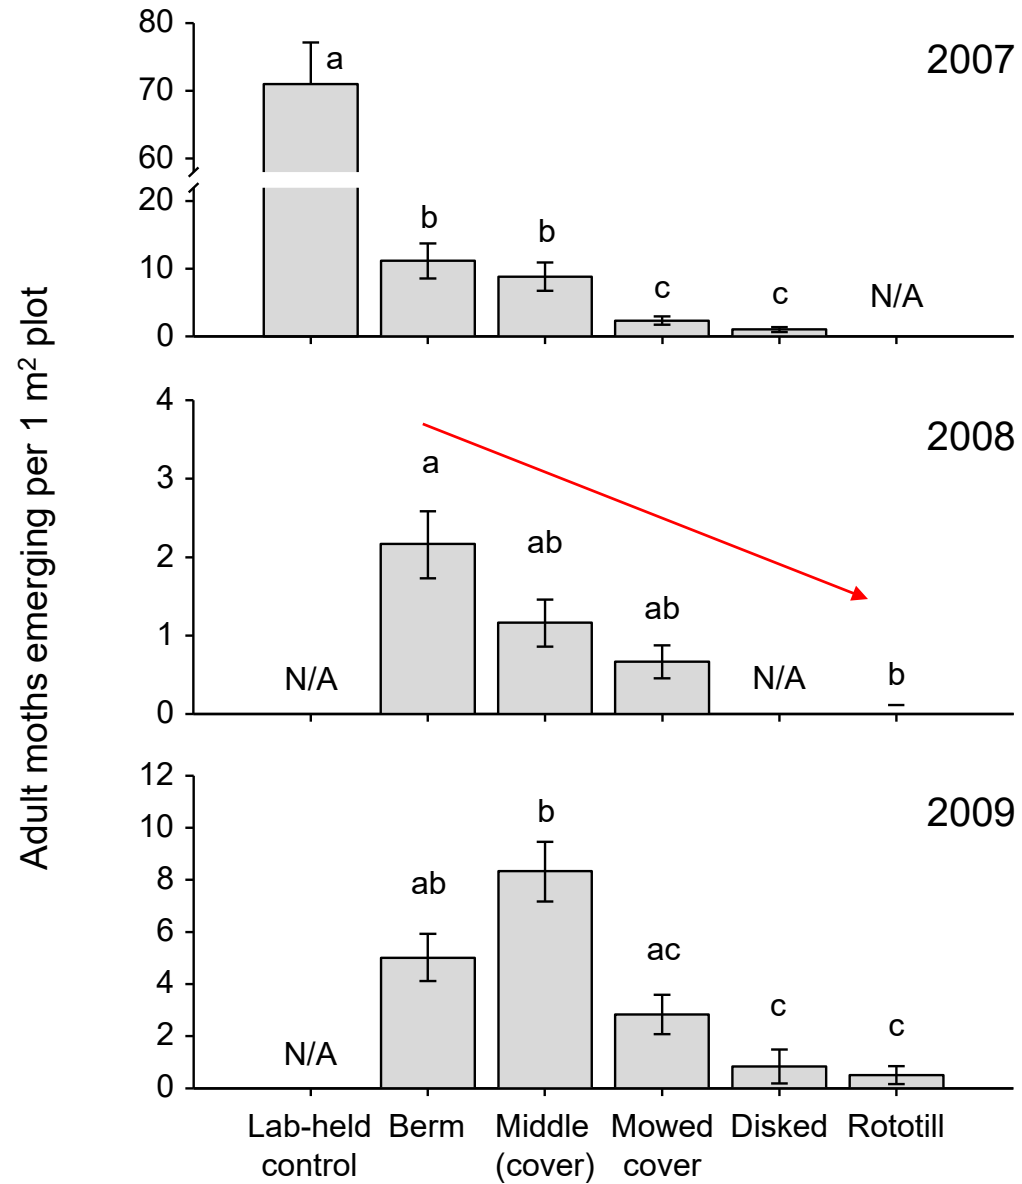 Adult moths emerging per 1 m² plot
2007
80
70
60
20
10
0
a
b
b
c
c
N/A
2008
4
3
2
1
0
N/A
a
ab
ab
N/A
b
2009
12
10
8
6
4
2
0
N/A
ab
b
ac
c
c
Lab-held control
Berm
Middle (cover)
Mowed cover
Disked
Rototill